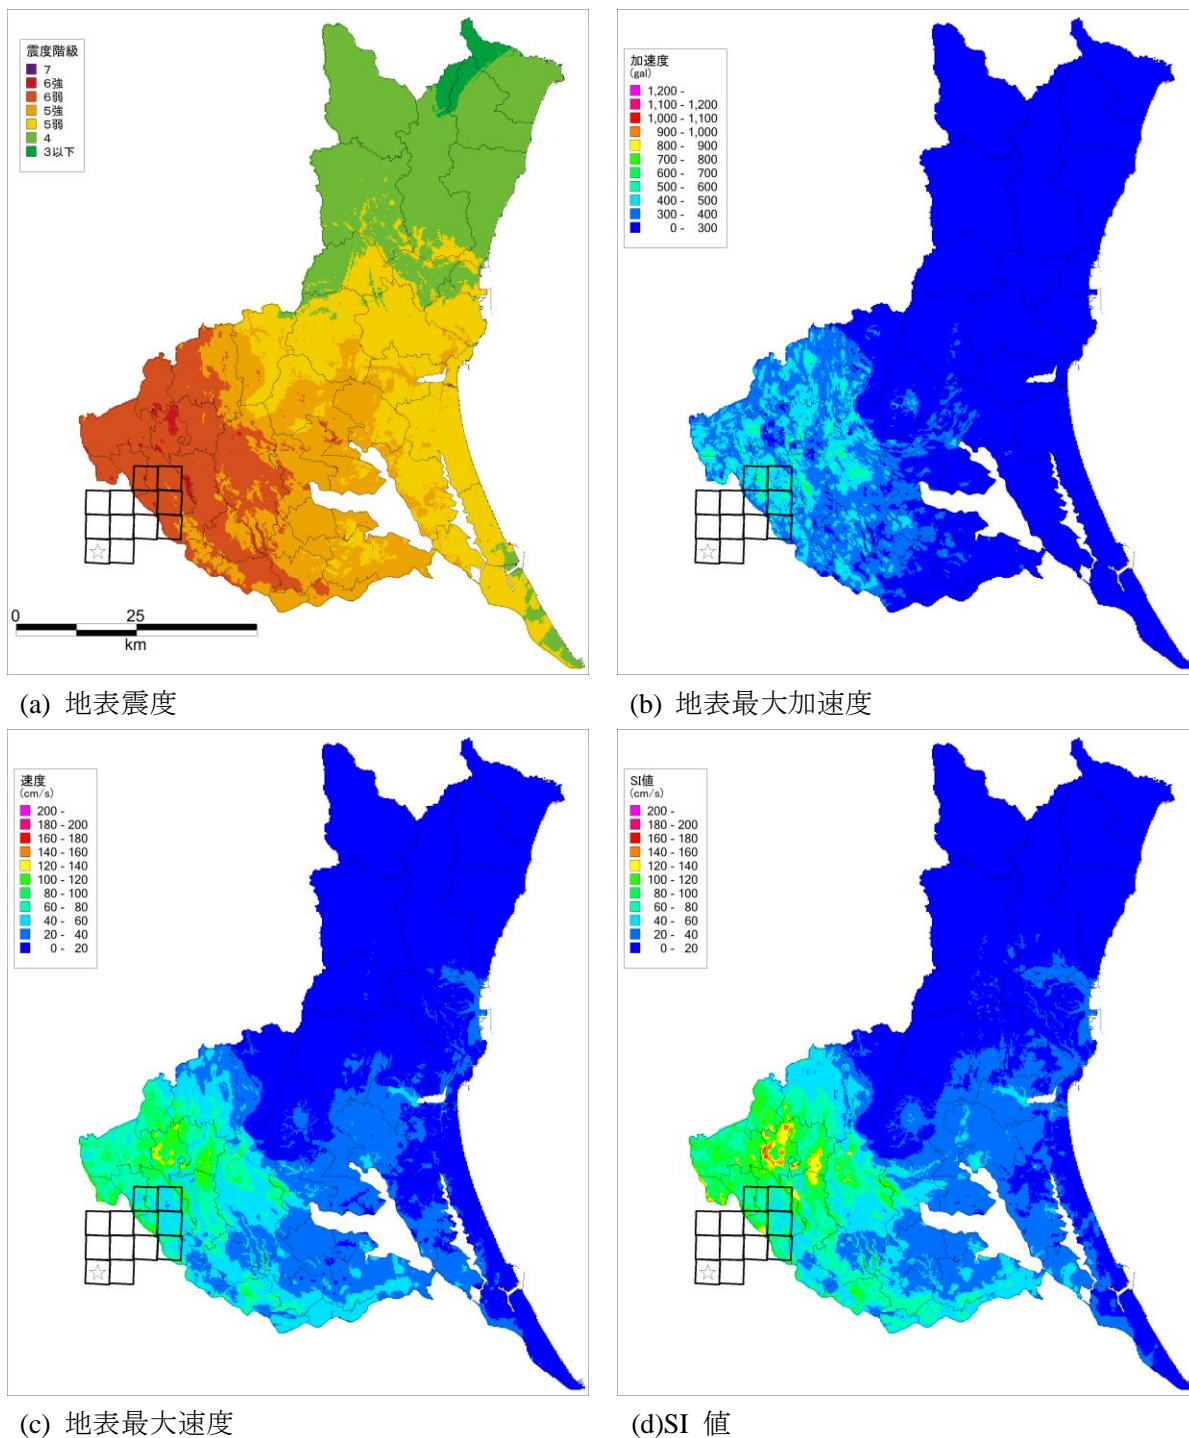 震度階級
7
6強
6弱
5強
5弱
4
3以下
0 25
km
(a) 地表震度
加速度
(gal)
1,200 -
1,100 - 1,200
1,000 - 1,100
900 - 1,000
800 - 900
700 - 800
600 - 700
500 - 600
400 - 500
300 - 400
0 - 300
(b) 地表最大加速度
速度
(cm/s)
200 -
180 - 200
160 - 180
140 - 160
120 - 140
100 - 120
80 - 100
60 - 80
40 - 60
20 - 40
0 - 20
(c) 地表最大速度
SI値
(cm/s)
200 -
180 - 200
160 - 180
140 - 160
120 - 140
100 - 120
80 - 100
60 - 80
40 - 60
20 - 40
0 - 20
(d)SI 値